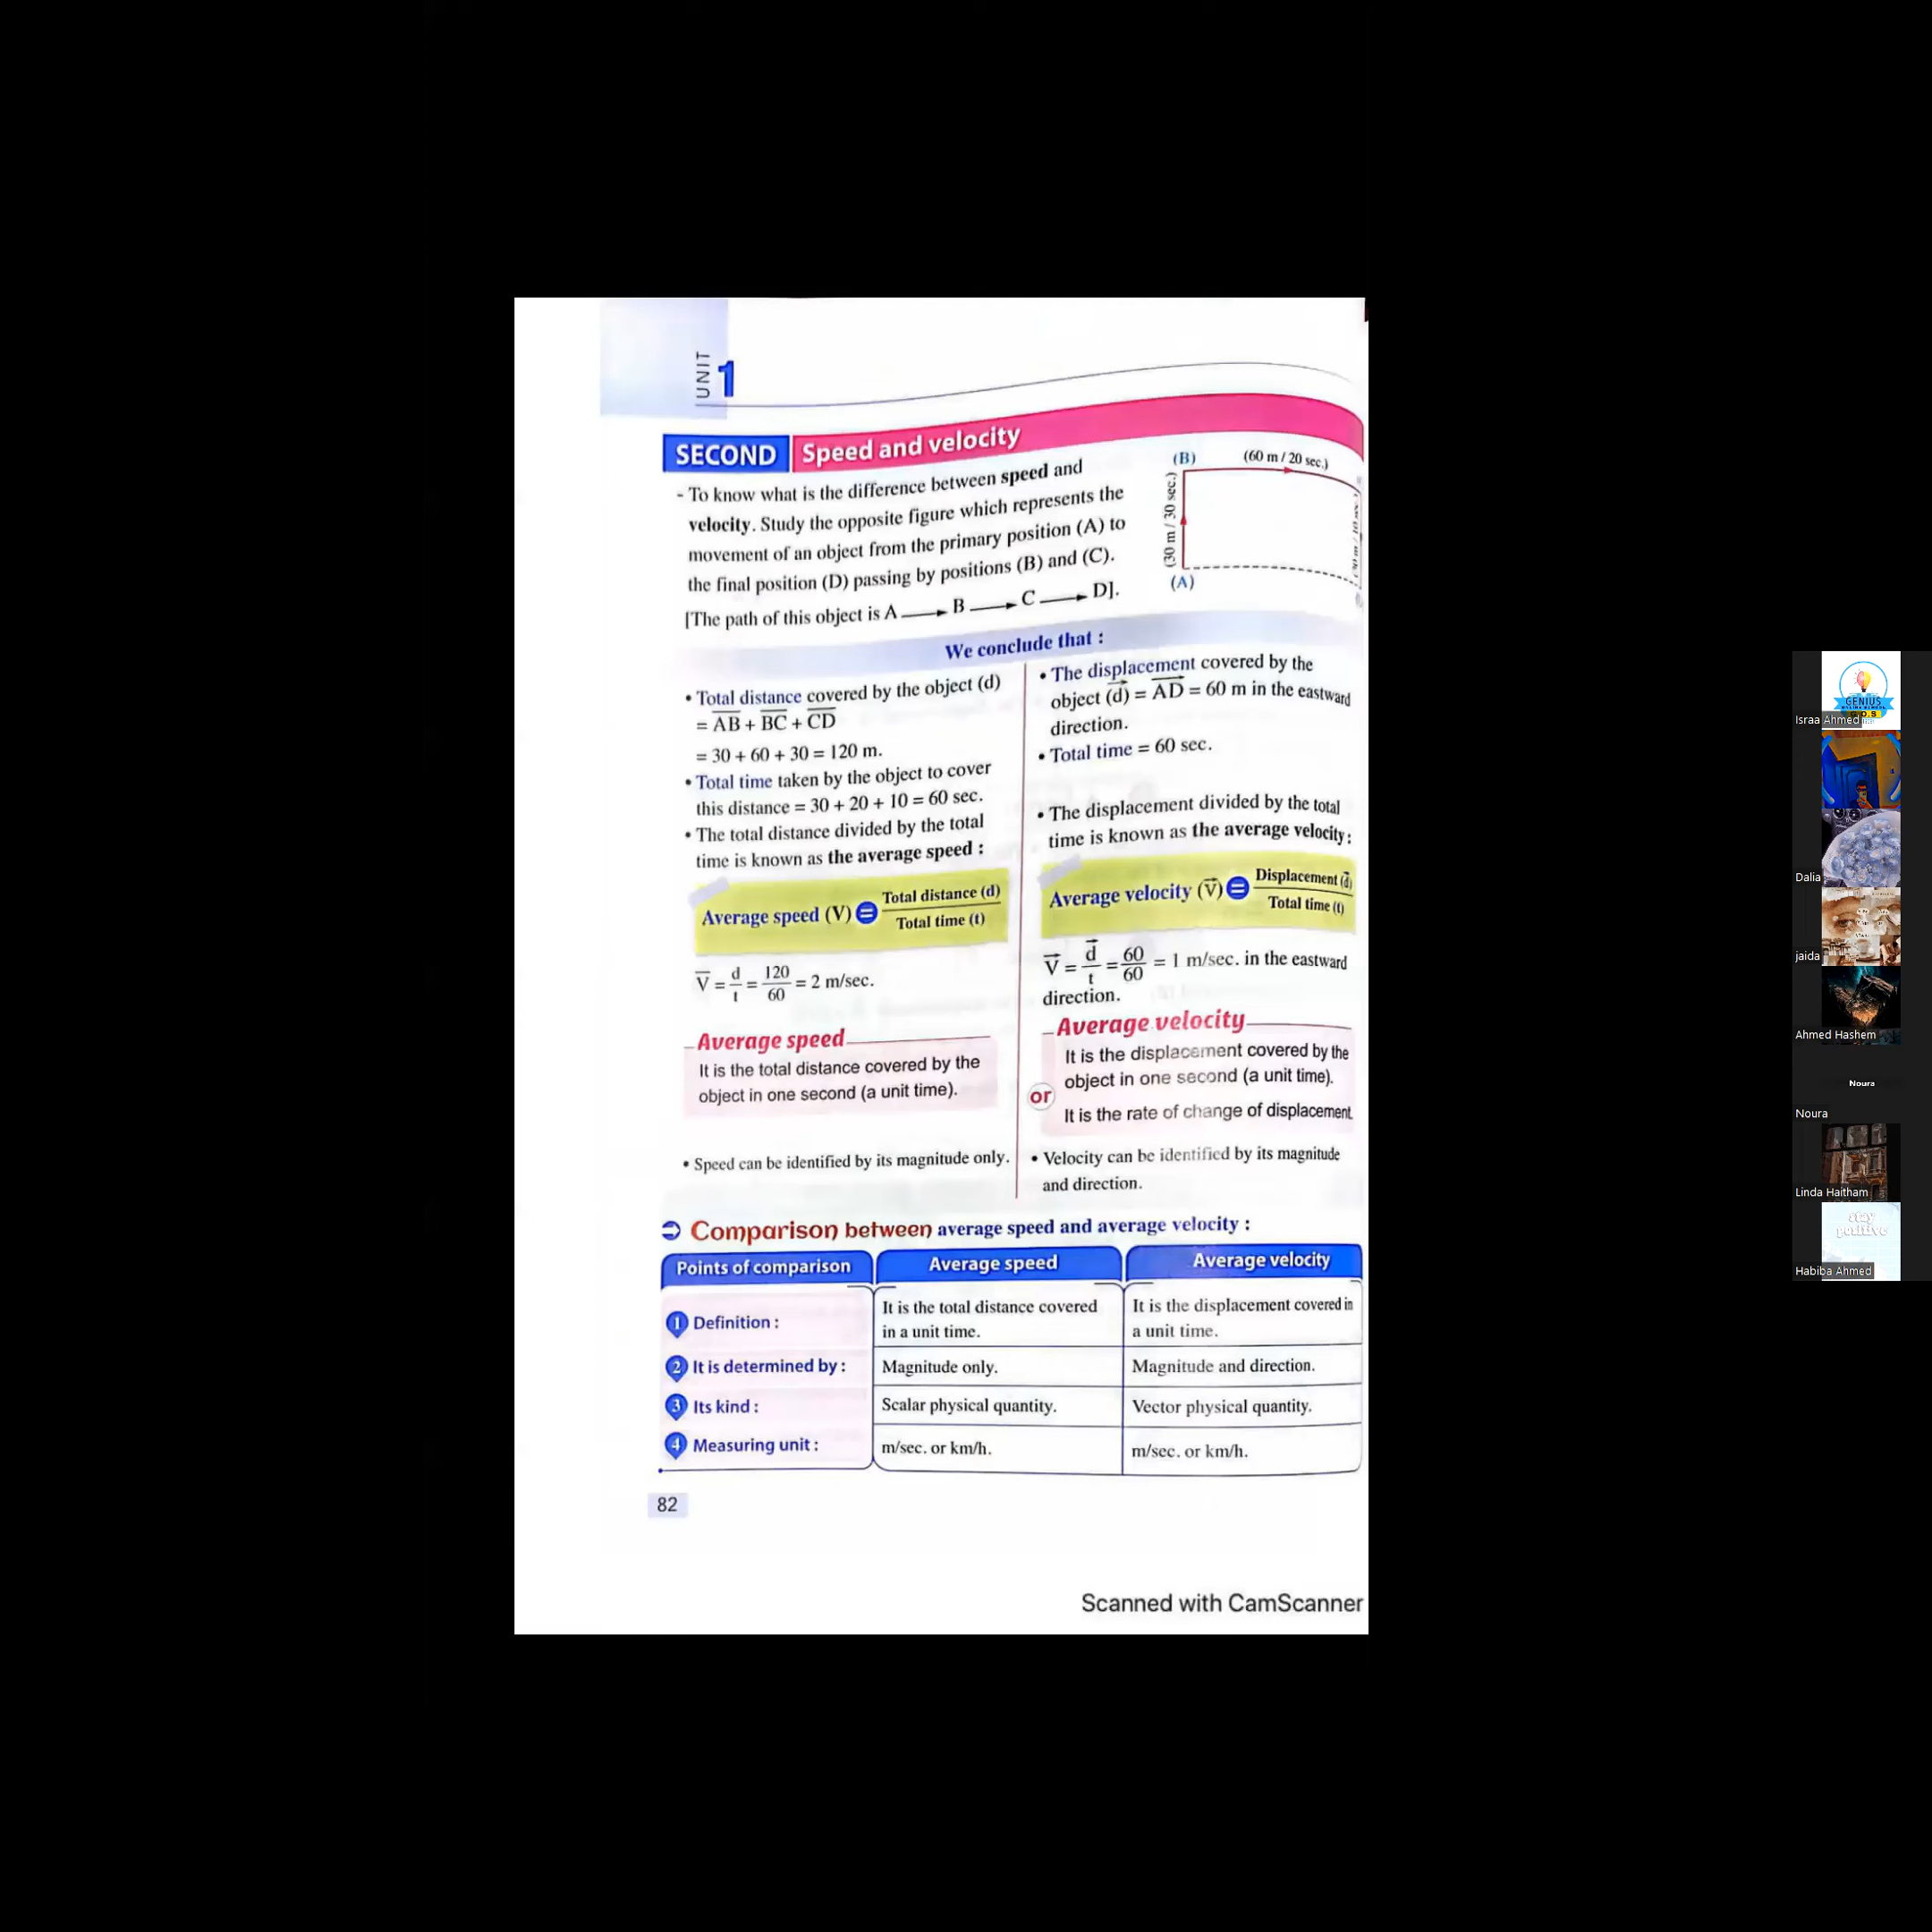 UNIT 1
SECOND Speed and velocity
- To know what is the difference between speed and
velocity. Study the opposite figure which represents the
movement of an object from the primary position (A) to
the final position (D) passing by positions (B) and (C).
[The path of this object is A → B → C → D].
(B)
(60 m / 20 sec.)
(30 m / 30 sec.)
(A)
We conclude that :
• Total distance covered by the object (d)
= AB + BC + CD
= 30 + 60 + 30 = 120 m.
• Total time taken by the object to cover
this distance = 30 + 20 + 10 = 60 sec.
• The total distance divided by the total
time is known as the average speed :
Average speed (V) = Total distance (d) / Total time (t)
V̅ = d/t = 120/60 = 2 m/sec.
Average speed
It is the total distance covered by the
object in one second (a unit time).
• Speed can be identified by its magnitude only.
• The displacement covered by the
object (d⃗) = AD⃗ = 60 m in the eastward
direction.
• Total time = 60 sec.
• The displacement divided by the total
time is known as the average velocity :
Average velocity (V⃗) = Displacement (d⃗) / Total time (t)
V⃗ = d⃗/t = 60/60 = 1 m/sec. in the eastward
direction.
Average velocity
It is the displacement covered by the
object in one second (a unit time).
or
It is the rate of change of displacement.
• Velocity can be identified by its magnitude
and direction.
Comparison between average speed and average velocity :
Points of comparison Average speed Average velocity
1 Definition : It is the total distance covered in a unit time. It is the displacement covered in a unit time.
2 It is determined by : Magnitude only. Magnitude and direction.
3 Its kind : Scalar physical quantity. Vector physical quantity.
4 Measuring unit : m/sec. or km/h. m/sec. or km/h.
82
Scanned with CamScanner
GENIUS
Israa Ahmed
Dalia
jaida
Ahmed Hashem
Noura
Noura
Linda Haitham
stay
positive
Habiba Ahmed